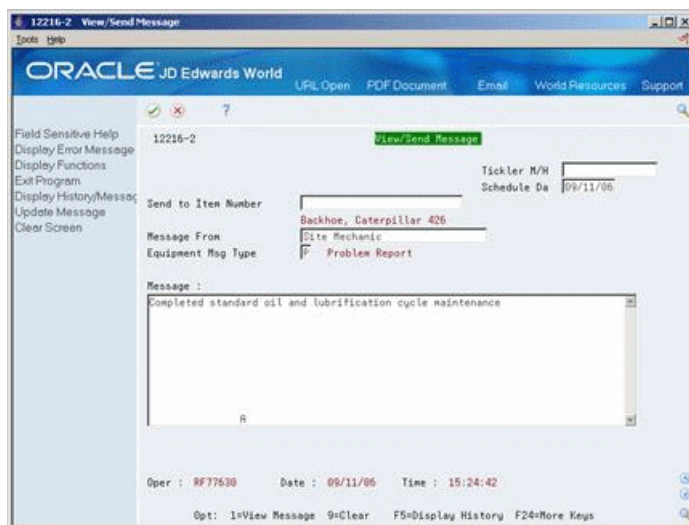 12216-2 View/Send Message
Tools Help
ORACLE JD Edwards World
URL Open PDF Document Email World Resources Support
?
Field Sensitive Help
Display Error Message
Display Functions
Exit Program
Display History/Messag
Update Message
Clear Screen
12216-2 View/Send Message
Tickler M/H
Schedule Da 09/11/06
Send to Item Number
Backhoe, Caterpillar 426
Message From Site Mechanic
Equipment Msg Type P Problem Report
Message :
Completed standard oil and lubrification cycle maintenance
A
Oper : RF77630 Date : 09/11/06 Time : 15:24:42
Opt: 1=View Message 9=Clear F5=Display History F24=More Keys